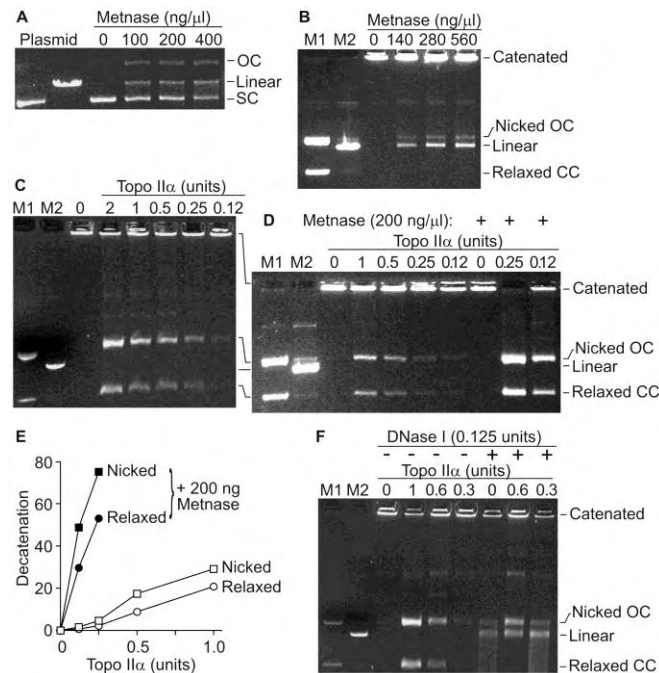 A
Metnase (ng/µl)
Plasmid 0 100 200 400
OC
Linear
SC
B
Metnase (ng/µl)
M1 M2 0 140 280 560
Catenated
Nicked OC
Linear
Relaxed CC
C
Topo IIα (units)
M1 M2 0 2 1 0.5 0.25 0.12
D
Metnase (200 ng/µl): + + +
Topo IIα (units)
M1 M2 0 1 0.5 0.25 0.12 0 0.25 0.12
Catenated
Nicked OC
Linear
Relaxed CC
E
Decatenation
80
60
40
20
0
Nicked
+ 200 ng
Metnase
Relaxed
Nicked
Relaxed
0 0.5 1.0
Topo IIα (units)
F
DNase I (0.125 units)
- - - - + + +
Topo IIα (units)
M1 M2 0 1 0.6 0.3 0 0.6 0.3
Catenated
Nicked OC
Linear
Relaxed CC